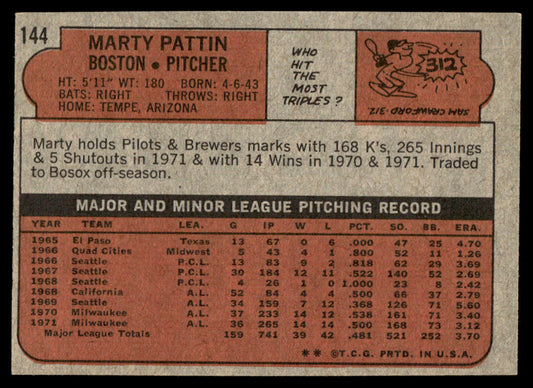 144
MARTY PATTIN
BOSTON • PITCHER
HT: 5'11" WT: 180 BORN: 4-6-43
BATS: RIGHT THROWS: RIGHT
HOME: TEMPE, ARIZONA
WHO
HIT
THE
MOST
TRIPLES?
312
SAM CRAWFORD-312
Marty holds Pilots & Brewers marks with 168 K's, 265 Innings
& 5 Shutouts in 1971 & with 14 Wins in 1970 & 1971. Traded
to Bosox off-season.
MAJOR AND MINOR LEAGUE PITCHING RECORD
YEAR TEAM LEA. G IP W L PCT. SO. BB. ERA.
1965 El Paso Texas 13 67 0 6 .000 47 25 4.70
1966 Quad Cities Midwest 5 43 4 1 .800 52 11 1.26
1966 Seattle P.C.L. 13 83 9 2 .818 62 29 3.69
1967 Seattle P.C.L. 30 184 12 11 .522 140 52 2.69
1968 Seattle P.C.L. 4 26 1 0 1.000 23 8 2.42
1968 California A.L. 52 84 4 4 .500 66 37 2.79
1969 Seattle A.L. 34 159 7 12 .368 126 71 5.60
1970 Milwaukee A.L. 37 233 14 12 .538 161 71 3.40
1971 Milwaukee A.L. 36 265 14 14 .500 168 73 3.12
Major League Totals 159 741 39 42 .481 521 252 3.70
** ©T.C.G. PRTD. IN U.S.A.